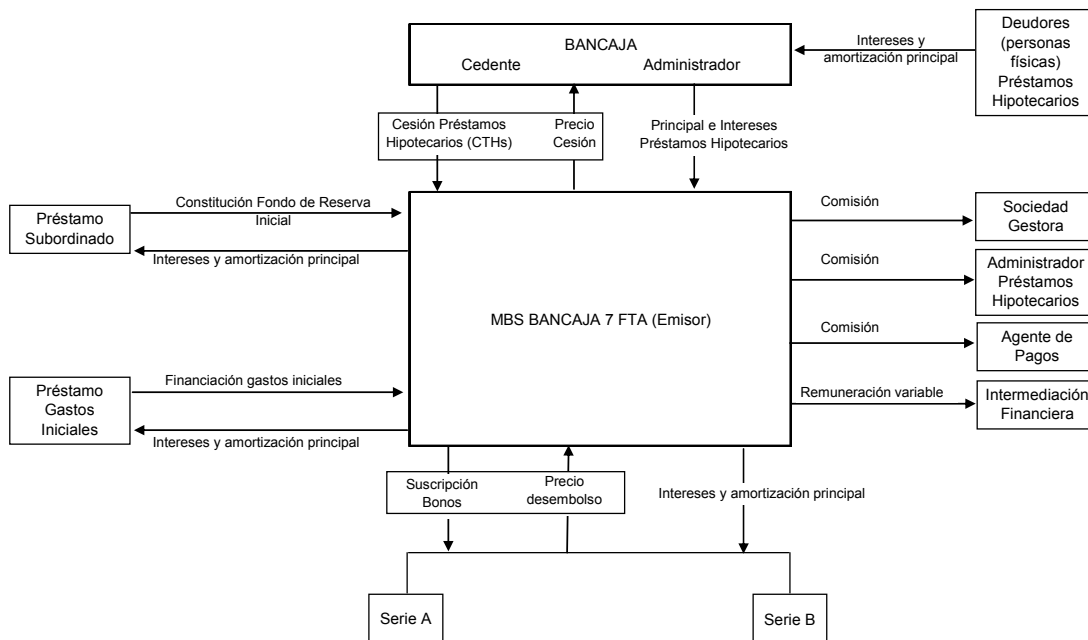 BANCAJA
Cedente
Administrador
Intereses y
amortización principal
Deudores
(personas
físicas)
Préstamos
Hipotecarios
Cesión Préstamos
Hipotecarios (CTHs)
Precio
Cesión
Principal e Intereses
Préstamos Hipotecarios
Préstamo
Subordinado
Constitución Fondo de Reserva
Inicial
Intereses y amortización principal
Comisión
Sociedad
Gestora
Comisión
Administrador
Préstamos
Hipotecarios
MBS BANCAJA 7 FTA (Emisor)
Comisión
Agente de
Pagos
Préstamo
Gastos
Iniciales
Financiación gastos iniciales
Intereses y amortización principal
Remuneración variable
Intermediación
Financiera
Suscripción
Bonos
Precio
desembolso
Intereses y amortización principal
Serie A
Serie B